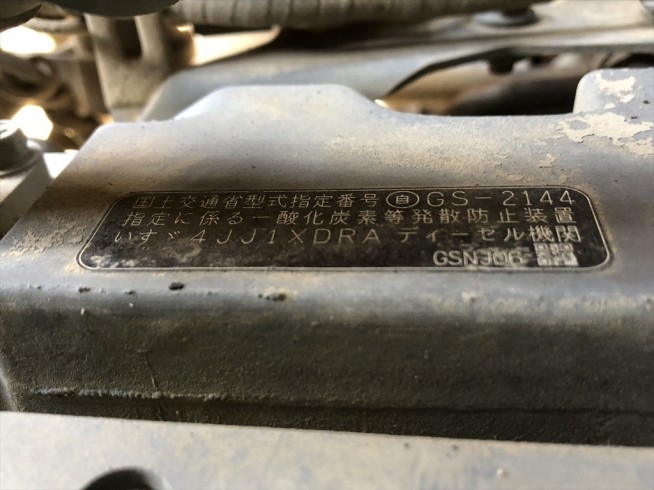 国土交通省型式指定番号 自 GS-2144
指定に係る一酸化炭素等発散防止装置
いすゞ 4JJ1XDRA ディーゼル機関
GSNJ06